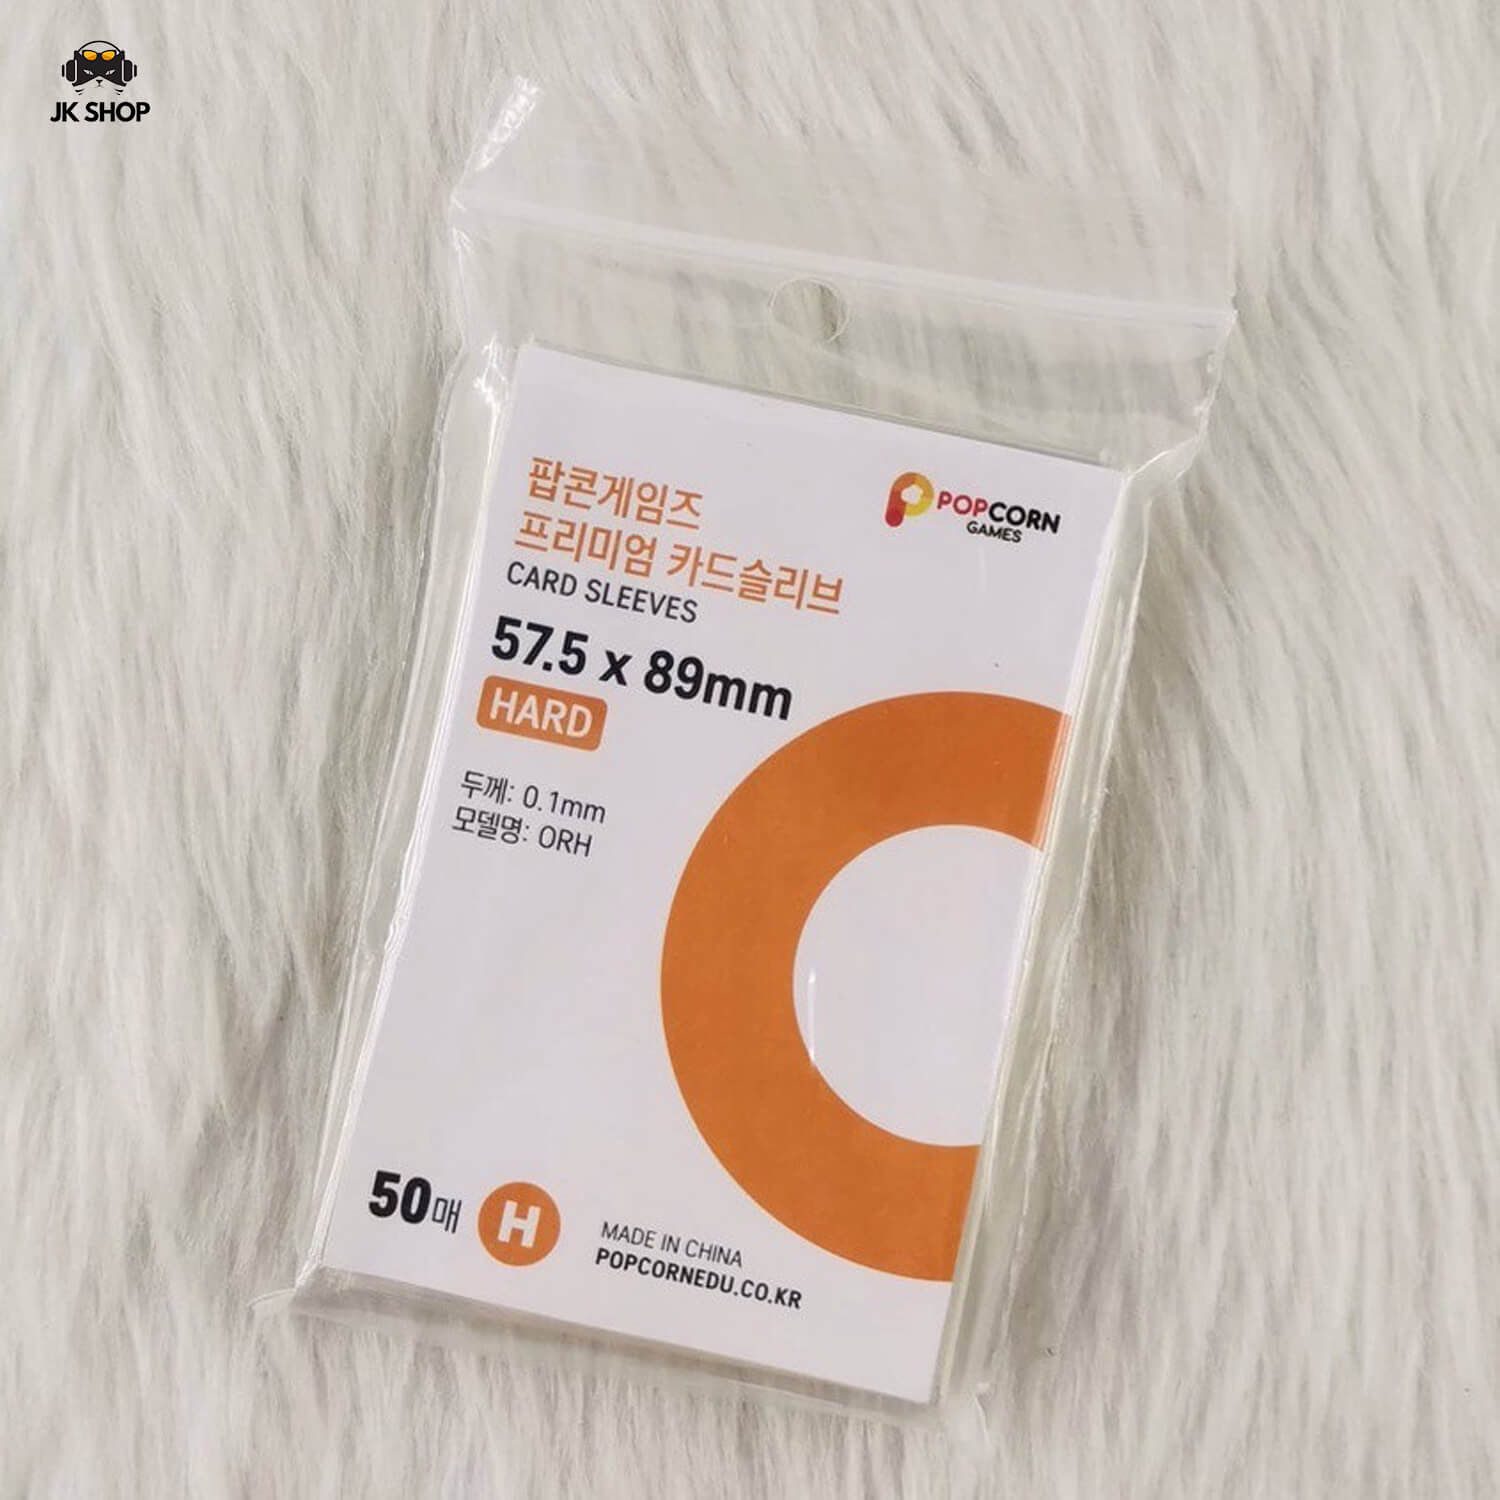 JK SHOP
팝콘게임즈
프리미엄 카드슬리브
CARD SLEEVES
57.5 x 89mm
HARD
두께: 0.1mm
모델명: ORH
POPCORN
GAMES
50매
H
MADE IN CHINA
POPCORNEDU.CO.KR